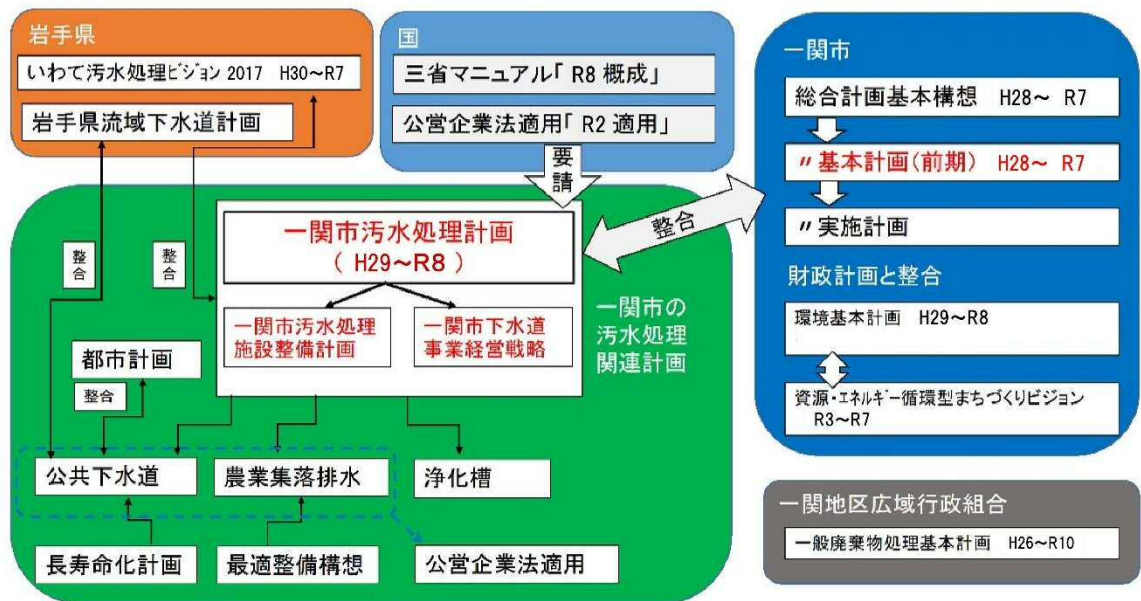 岩手県
いわて汚水処理ビジョン 2017 H30～R7
岩手県流域下水道計画
国
三省マニュアル「 R8 概成」
公営企業法適用「 R2 適用」
要請
一関市
総合計画基本構想 H28～ R7
〃基本計画(前期) H28～ R7
〃実施計画
財政計画と整合
環境基本計画 H29～R8
資源・エネルギー循環型まちづくりビジョン
R3～R7
整合
一関市汚水処理計画
( H29～R8 )
一関市汚水処理
施設整備計画
一関市下水道
事業経営戦略
一関市の
汚水処理
関連計画
整合
整合
都市計画
整合
公共下水道
農業集落排水
浄化槽
長寿命化計画
最適整備構想
公営企業法適用
一関地区広域行政組合
一般廃棄物処理基本計画 H26～R10